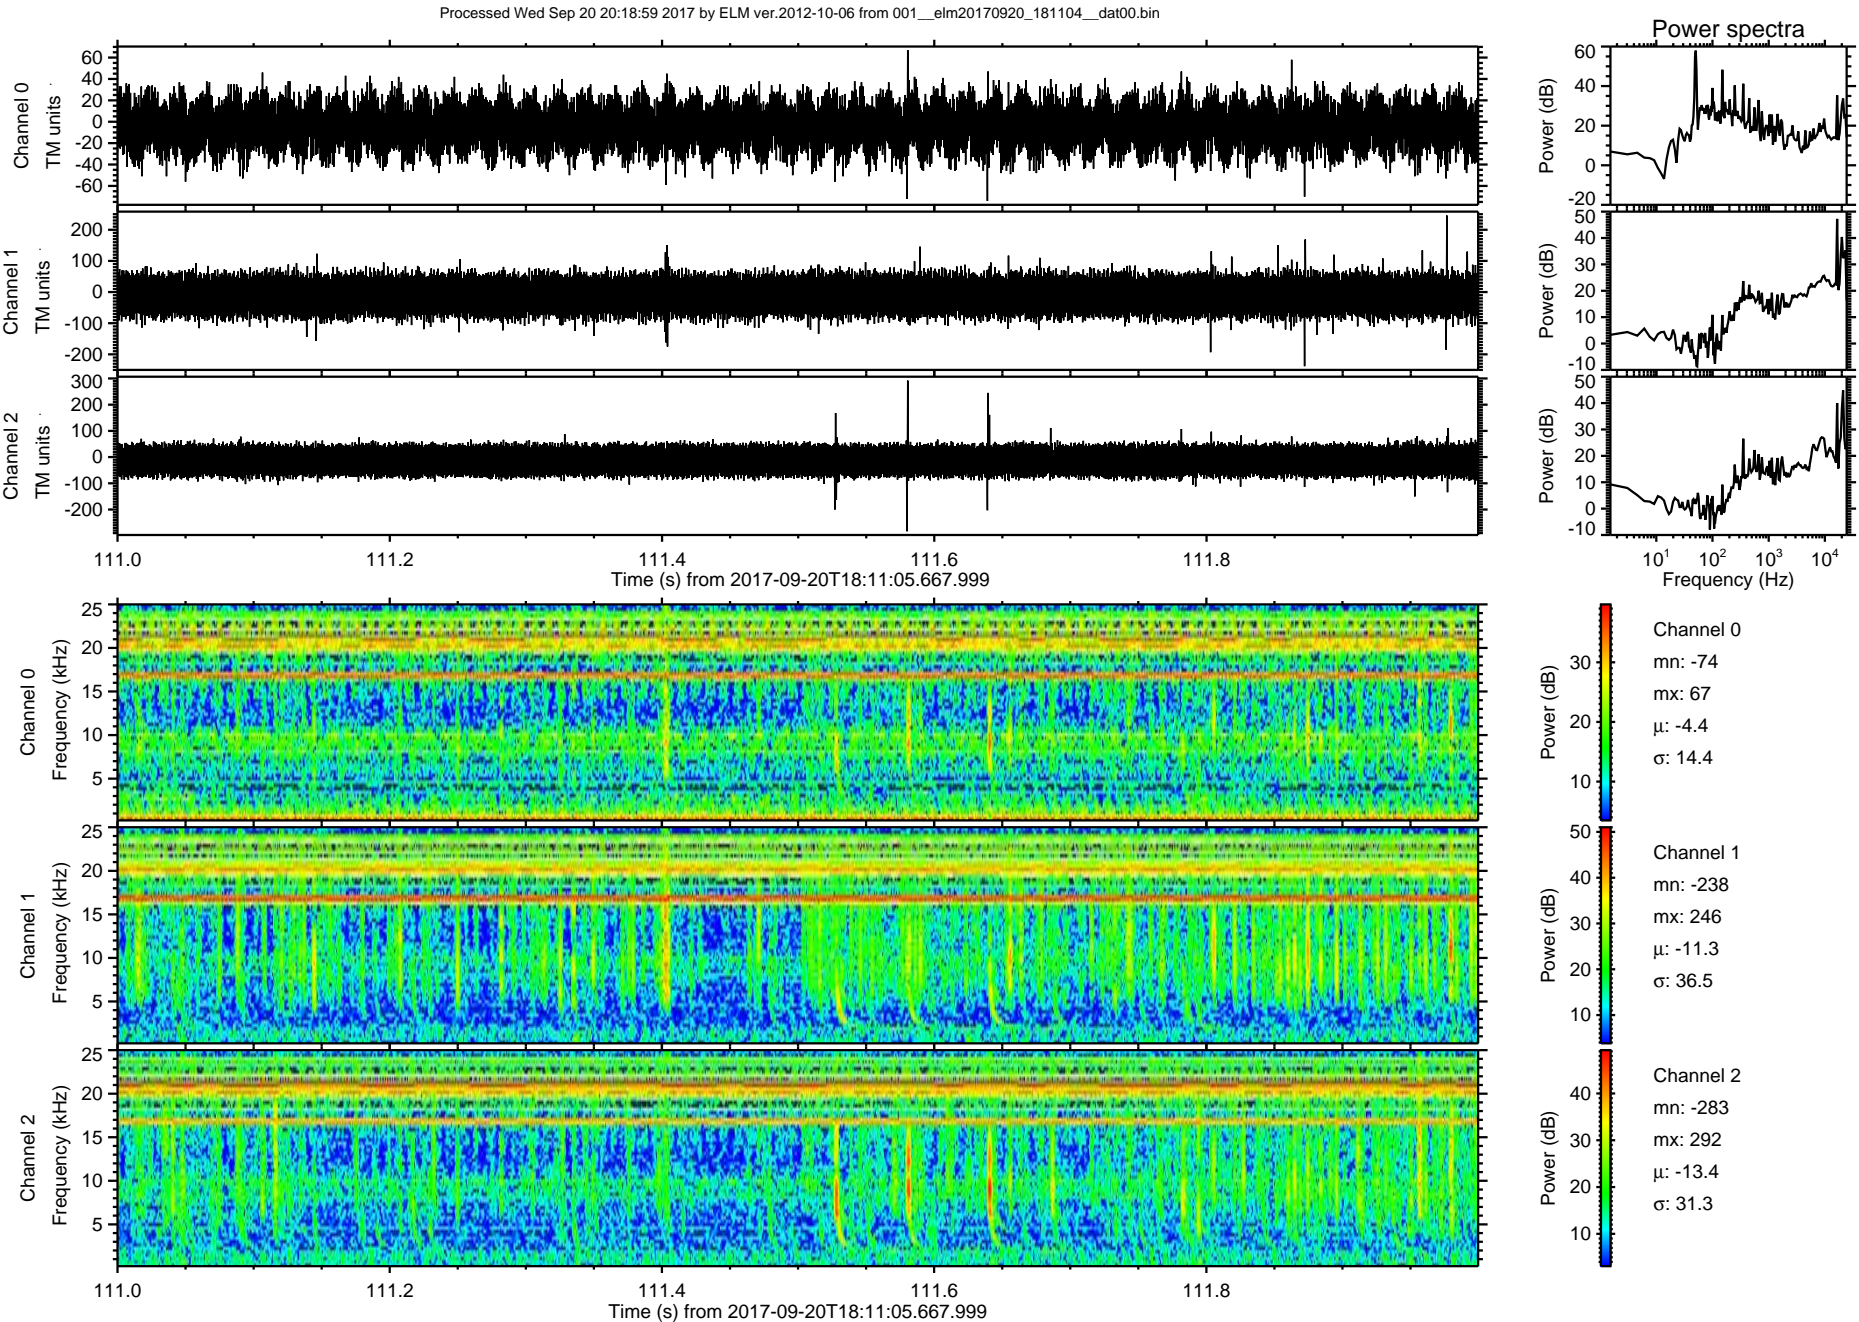 Processed Wed Sep 20 20:18:59 2017 by ELM ver.2012-10-06 from 001__elm20170920_181104__dat00.bin
Power spectra
Channel 0
TM units
60
40
20
0
-20
-40
-60
Power (dB)
60
40
20
0
-20
Channel 1
TM units
200
100
0
-100
-200
Power (dB)
50
40
30
20
10
0
-10
Channel 2
TM units
300
200
100
0
-100
-200
Power (dB)
50
40
30
20
10
0
-10
111.0 111.2 111.4 111.6 111.8
Time (s) from 2017-09-20T18:11:05.667.999
10^1 10^2 10^3 10^4
Frequency (Hz)
Channel 0
Frequency (kHz)
25
20
15
10
5
Power (dB)
30
20
10
Channel 0
mn: -74
mx: 67
μ: -4.4
σ: 14.4
Channel 1
Frequency (kHz)
25
20
15
10
5
Power (dB)
50
40
30
20
10
Channel 1
mn: -238
mx: 246
μ: -11.3
σ: 36.5
Channel 2
Frequency (kHz)
25
20
15
10
5
Power (dB)
40
30
20
10
Channel 2
mn: -283
mx: 292
μ: -13.4
σ: 31.3
111.0 111.2 111.4 111.6 111.8
Time (s) from 2017-09-20T18:11:05.667.999